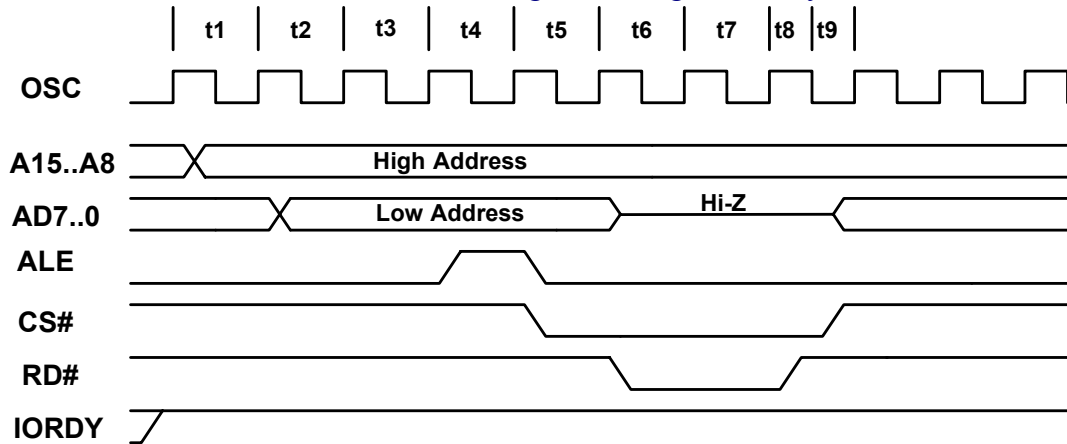 t1 t2 t3 t4 t5 t6 t7 t8 t9
OSC
A15..A8 High Address
AD7..0 Low Address Hi-Z
ALE
CS#
RD#
IORDY